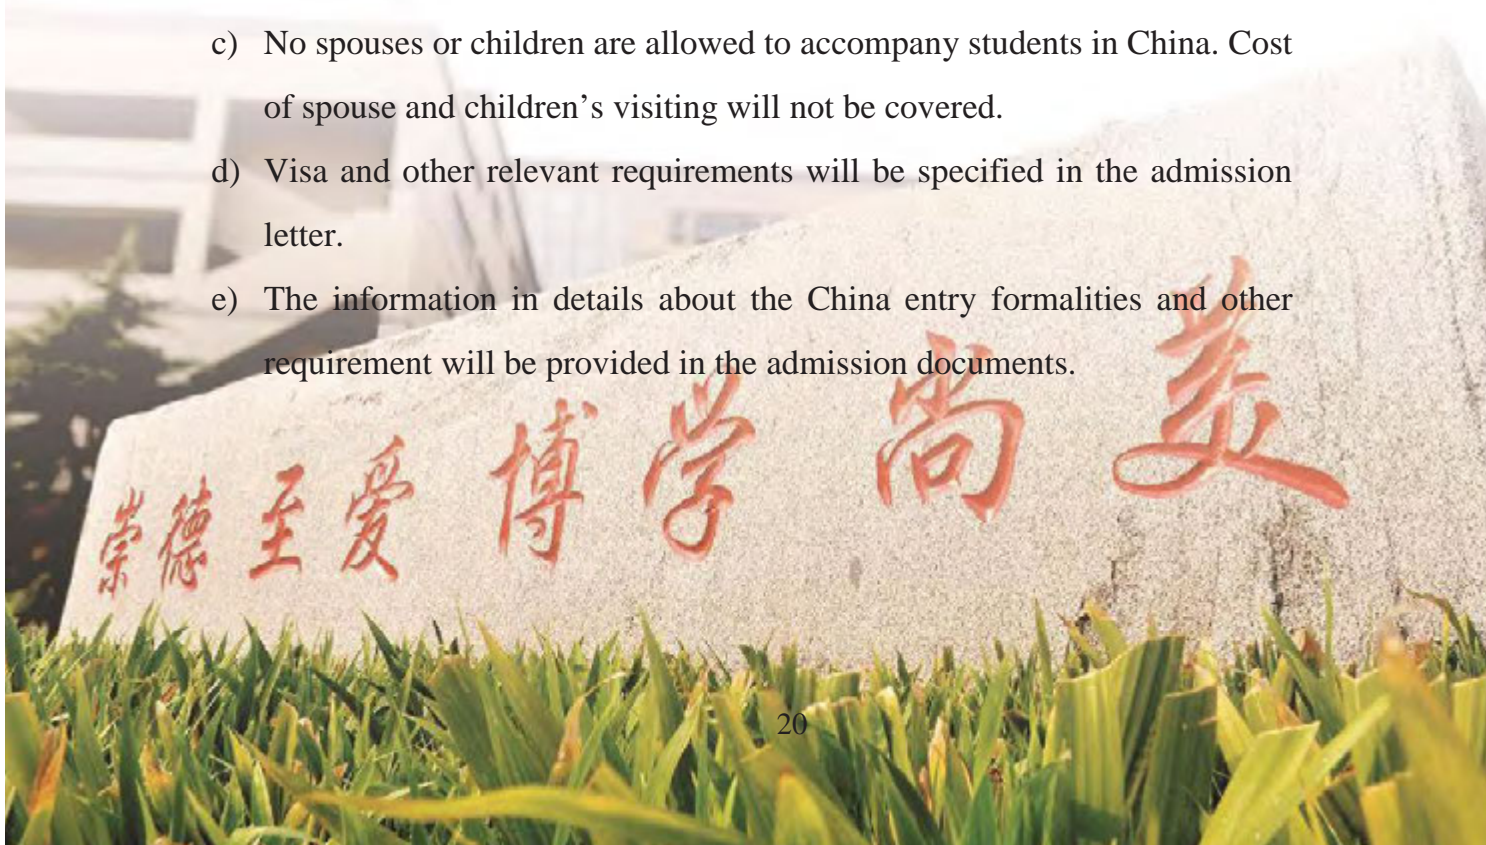 c) No spouses or children are allowed to accompany students in China. Cost
of spouse and children’s visiting will not be covered.
d) Visa and other relevant requirements will be specified in the admission
letter.
e) The information in details about the China entry formalities and other
requirement will be provided in the admission documents.
崇德至爱 博学尚美
20